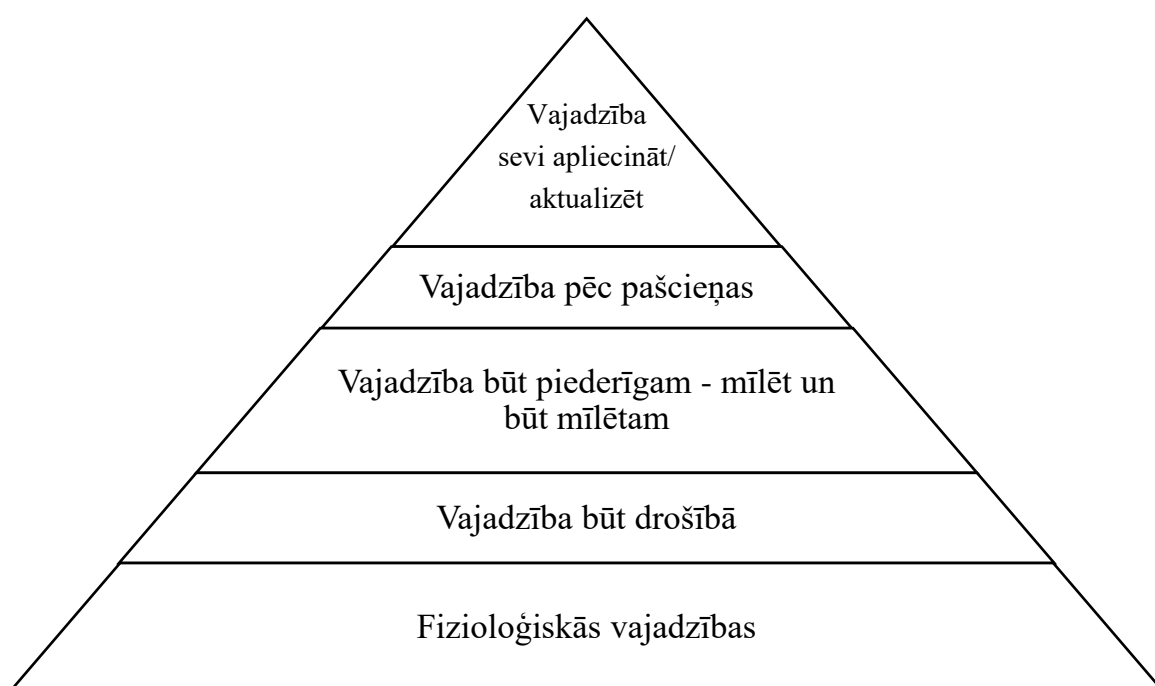 Vajadzība
sevi apliecināt/
aktualizēt
Vajadzība pēc pašcieņas
Vajadzība būt piederīgam - mīlēt un
būt mīlētam
Vajadzība būt drošībā
Fizioloģiskās vajadzības